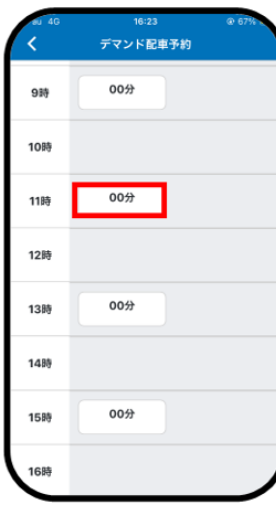 au 4G 16:23 @ 67%
デマンド配車予約
9時 00分
10時
11時 00分
12時
13時 00分
14時
15時 00分
16時